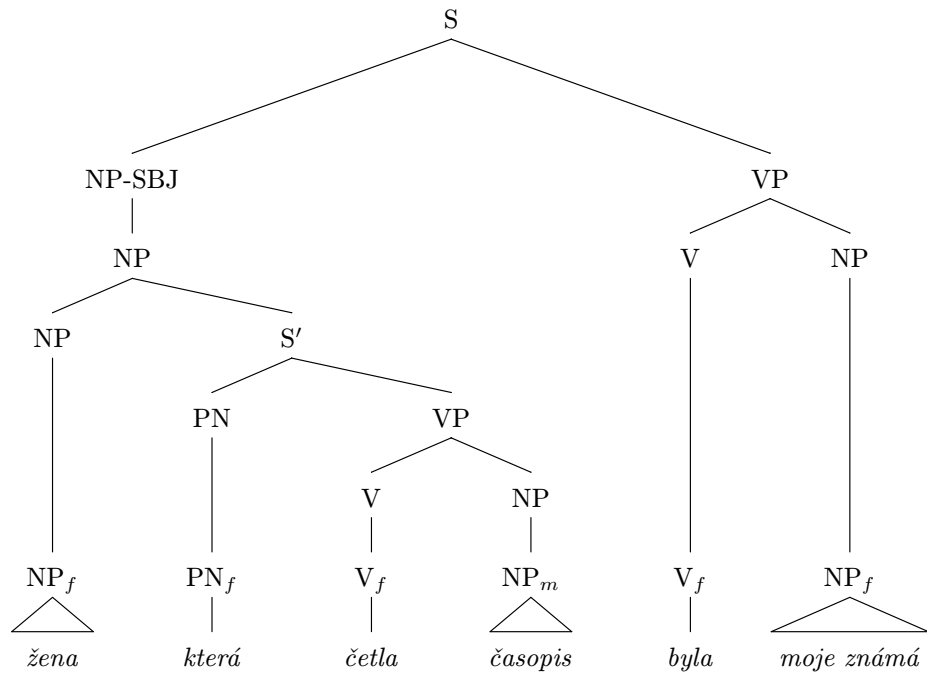 S
NP-SBJ VP
NP V NP
NP S′
PN VP
V NP
NP_f PN_f V_f NP_m V_f NP_f
žena která četla časopis byla moje známá